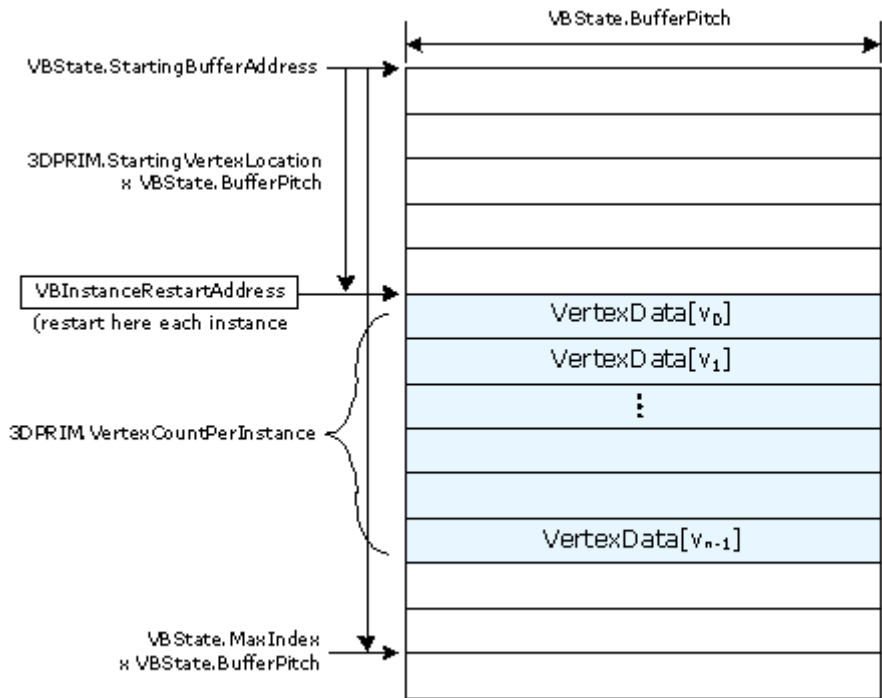 VBState.BufferPitch
VBState.StartingBufferAddress
3DPRIM.StartingVertexLocation
x VBState.BufferPitch
VBInstanceRestartAddress
(restart here each instance
VertexData[v₀]
VertexData[v₁]
⋮
3DPRIM.VertexCountPerInstance
VertexData[vₙ₋₁]
VBState.MaxIndex
x VBState.BufferPitch